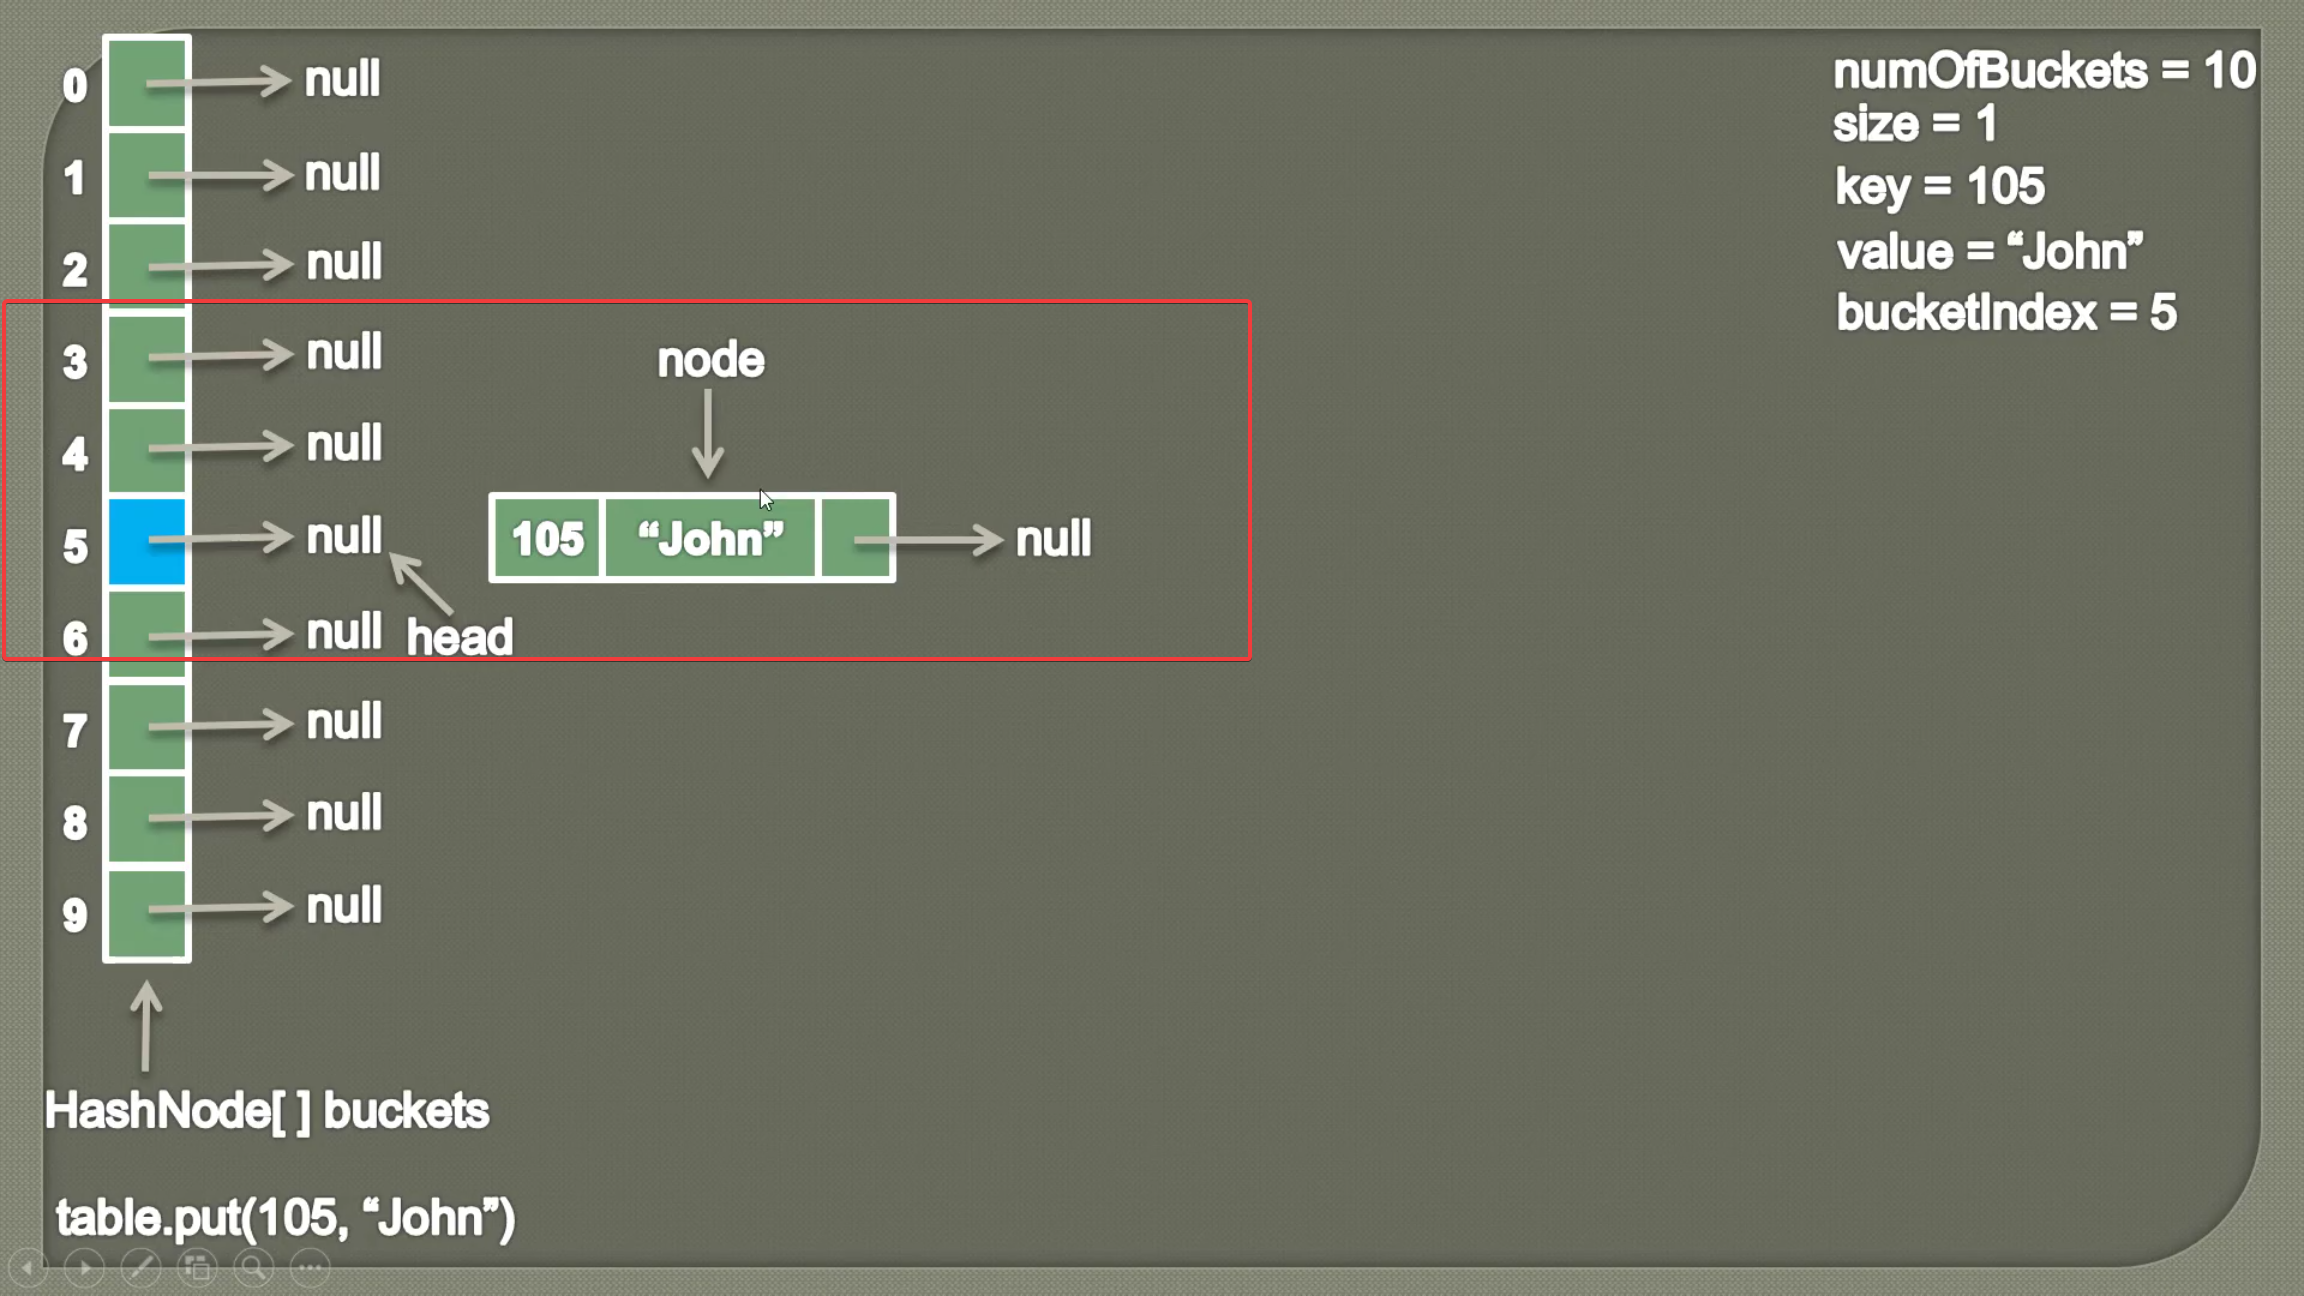 numOfBuckets = 10
size = 1
key = 105
value = “John”
bucketIndex = 5
0 null
1 null
2 null
3 null
node
4 null
5 null 105 “John” null
6 null head
7 null
8 null
9 null
HashNode[ ] buckets
table.put(105, “John”)